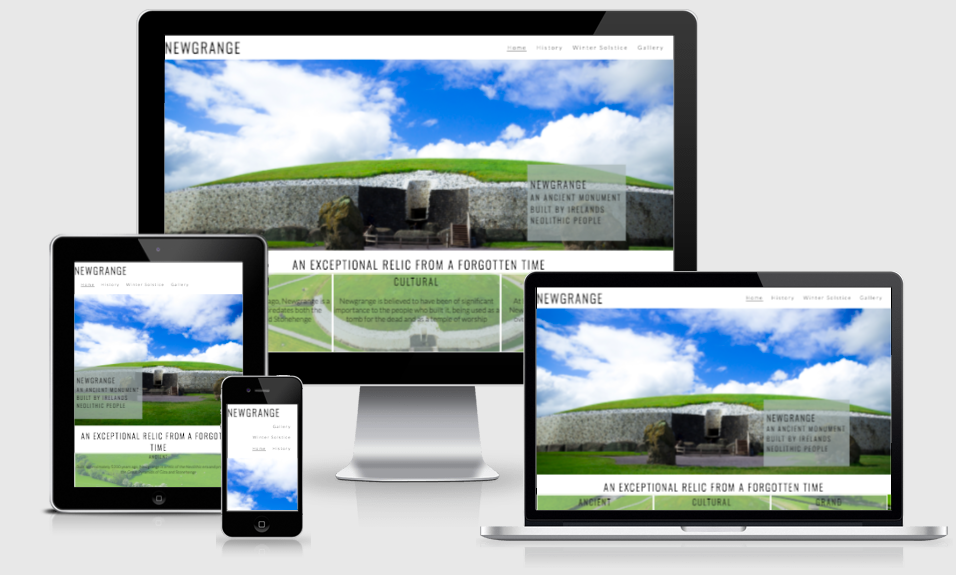 NEWGRANGE
Home History Winter Solstice Gallery
NEWGRANGE
AN ANCIENT MONUMENT
BUILT BY IRELANDS
NEOLITHIC PEOPLE
AN EXCEPTIONAL RELIC FROM A FORGOTTEN TIME
CULTURAL
ago, Newgrange is a
predates both the
d Stonehenge
Newgrange is believed to have been of significant
importance to the people who built it, being used as a
tomb for the dead and as a temple of worship
NEWGRANGE
Home History Winter Solstice Gallery
NEWGRANGE
AN ANCIENT MONUMENT
BUILT BY IRELANDS
NEOLITHIC PEOPLE
AN EXCEPTIONAL RELIC FROM A FORGOT
TIME
NEWGRANGE
Gallery
Winter Solstice
Home History
NEWGRANGE
Home History Winter Solstice Gallery
NEWGRANGE
AN ANCIENT MONUMENT
BUILT BY IRELANDS
NEOLITHIC PEOPLE
AN EXCEPTIONAL RELIC FROM A FORGOTTEN TIME
ANCIENT CULTURAL GRAND